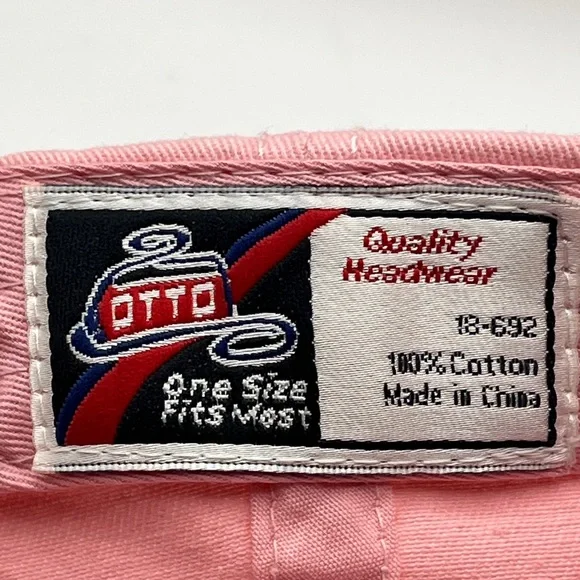 OTTO
One Size
Fits Most
Quality
Headwear
18-692
100% Cotton
Made in China